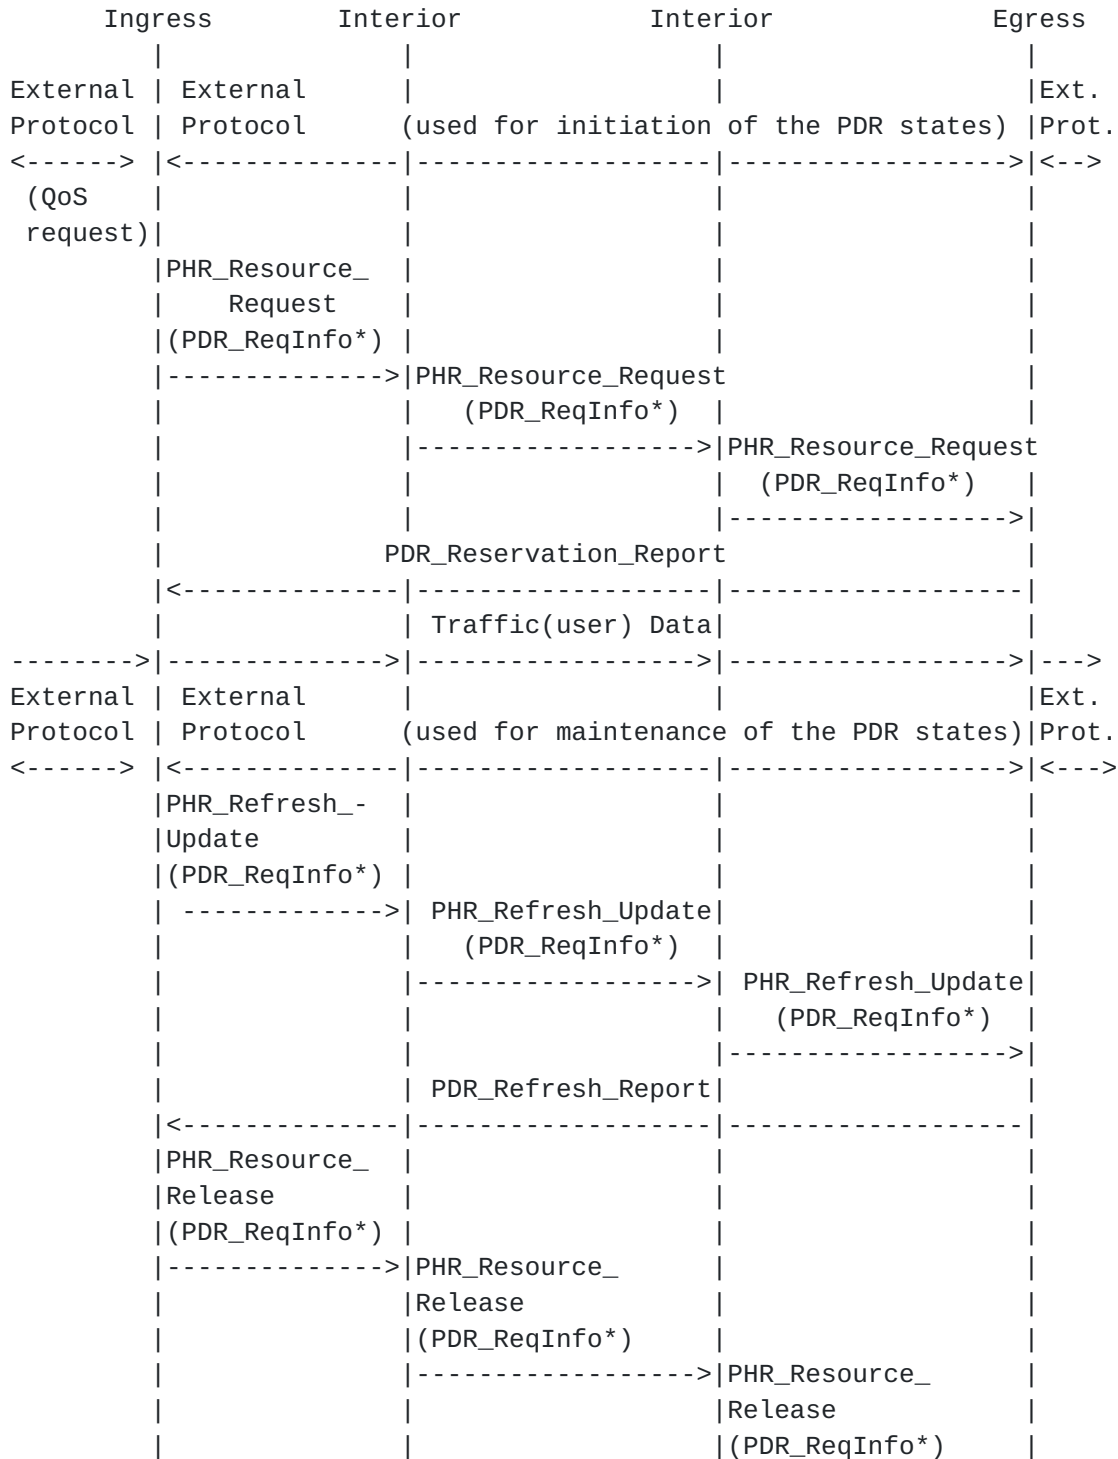 Ingress        Interior            Interior              Egress
         |               |                   |                   |
External | External      |                   |                   |Ext.
Protocol | Protocol      (used for initiation of the PDR states) |Prot.
<------> |<--------------|-------------------|------------------>|<-->
 (QoS    |               |                   |                   |
 request)|               |                   |                   |
         |PHR_Resource_  |                   |                   |
         |    Request    |                   |                   |
         |(PDR_ReqInfo*) |                   |                   |
         |-------------->|PHR_Resource_Request                   |
         |               |   (PDR_ReqInfo*)  |                   |
         |               |------------------>|PHR_Resource_Request
         |               |                   |  (PDR_ReqInfo*)   |
         |               |                   |------------------>|
         |              PDR_Reservation_Report                   |
         |<--------------|-------------------|-------------------|
         |               | Traffic(user) Data|                   |
-------->|-------------->|------------------>|------------------>|--->
External | External      |                   |                   |Ext.
Protocol | Protocol      (used for maintenance of the PDR states)|Prot.
<------> |<--------------|-------------------|------------------>|<--->
         |PHR_Refresh_-  |                   |                   |
         |Update         |                   |                   |
         |(PDR_ReqInfo*) |                   |                   |
         | ------------->| PHR_Refresh_Update|                   |
         |               |   (PDR_ReqInfo*)  |                   |
         |               |------------------>| PHR_Refresh_Update|
         |               |                   |   (PDR_ReqInfo*)  |
         |               |                   |------------------>|
         |               | PDR_Refresh_Report|                   |
         |<--------------|-------------------|-------------------|
         |PHR_Resource_  |                   |                   |
         |Release        |                   |                   |
         |(PDR_ReqInfo*) |                   |                   |
         |-------------->|PHR_Resource_      |                   |
         |               |Release            |                   |
         |               |(PDR_ReqInfo*)     |                   |
         |               |------------------>|PHR_Resource_      |
         |               |                   |Release            |
         |               |                   |(PDR_ReqInfo*)     |